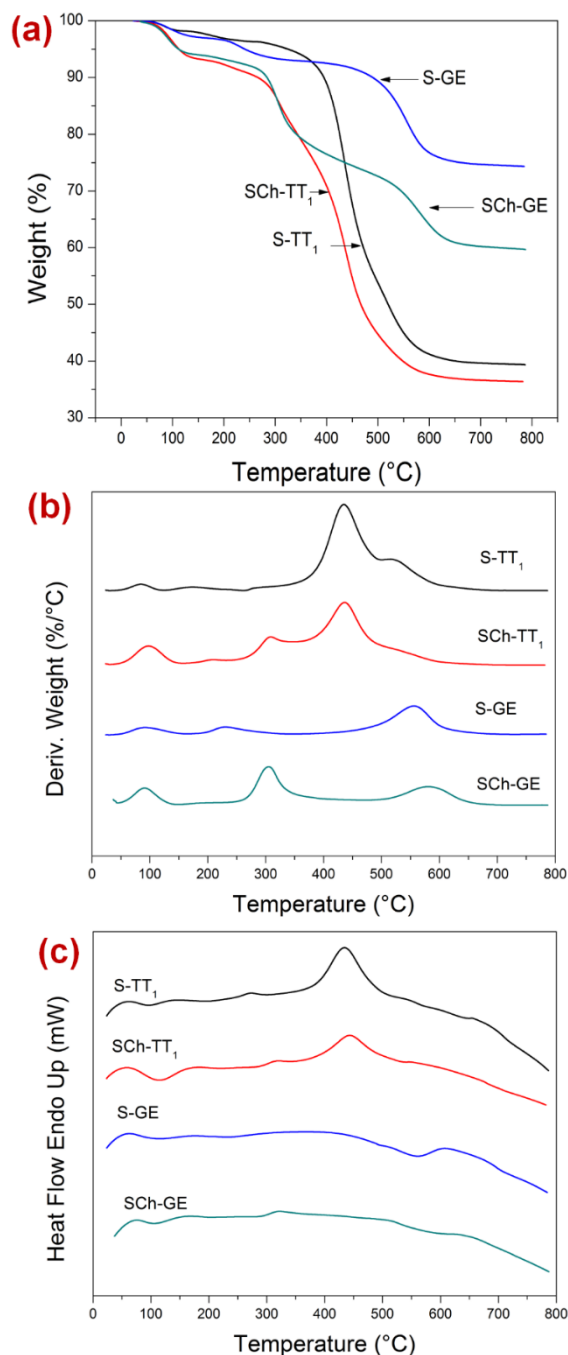 (a)
100
90
80
70
60
50
40
30
Weight (%)
S-GE
SCh-TT₁
SCh-GE
S-TT₁
0 100 200 300 400 500 600 700 800
Temperature (°C)
(b)
Deriv. Weight (%/°C)
S-TT₁
SCh-TT₁
S-GE
SCh-GE
0 100 200 300 400 500 600 700 800
Temperature (°C)
(c)
Heat Flow Endo Up (mW)
S-TT₁
SCh-TT₁
S-GE
SCh-GE
0 100 200 300 400 500 600 700 800
Temperature (°C)